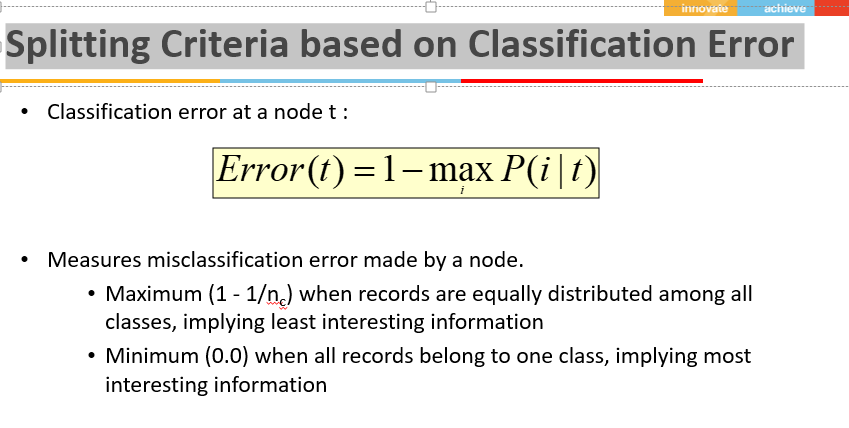 innovate achieve
Splitting Criteria based on Classification Error
• Classification error at a node t :
Error(t) = 1 − max P(i | t)
i
• Measures misclassification error made by a node.
• Maximum (1 - 1/nc) when records are equally distributed among all
classes, implying least interesting information
• Minimum (0.0) when all records belong to one class, implying most
interesting information